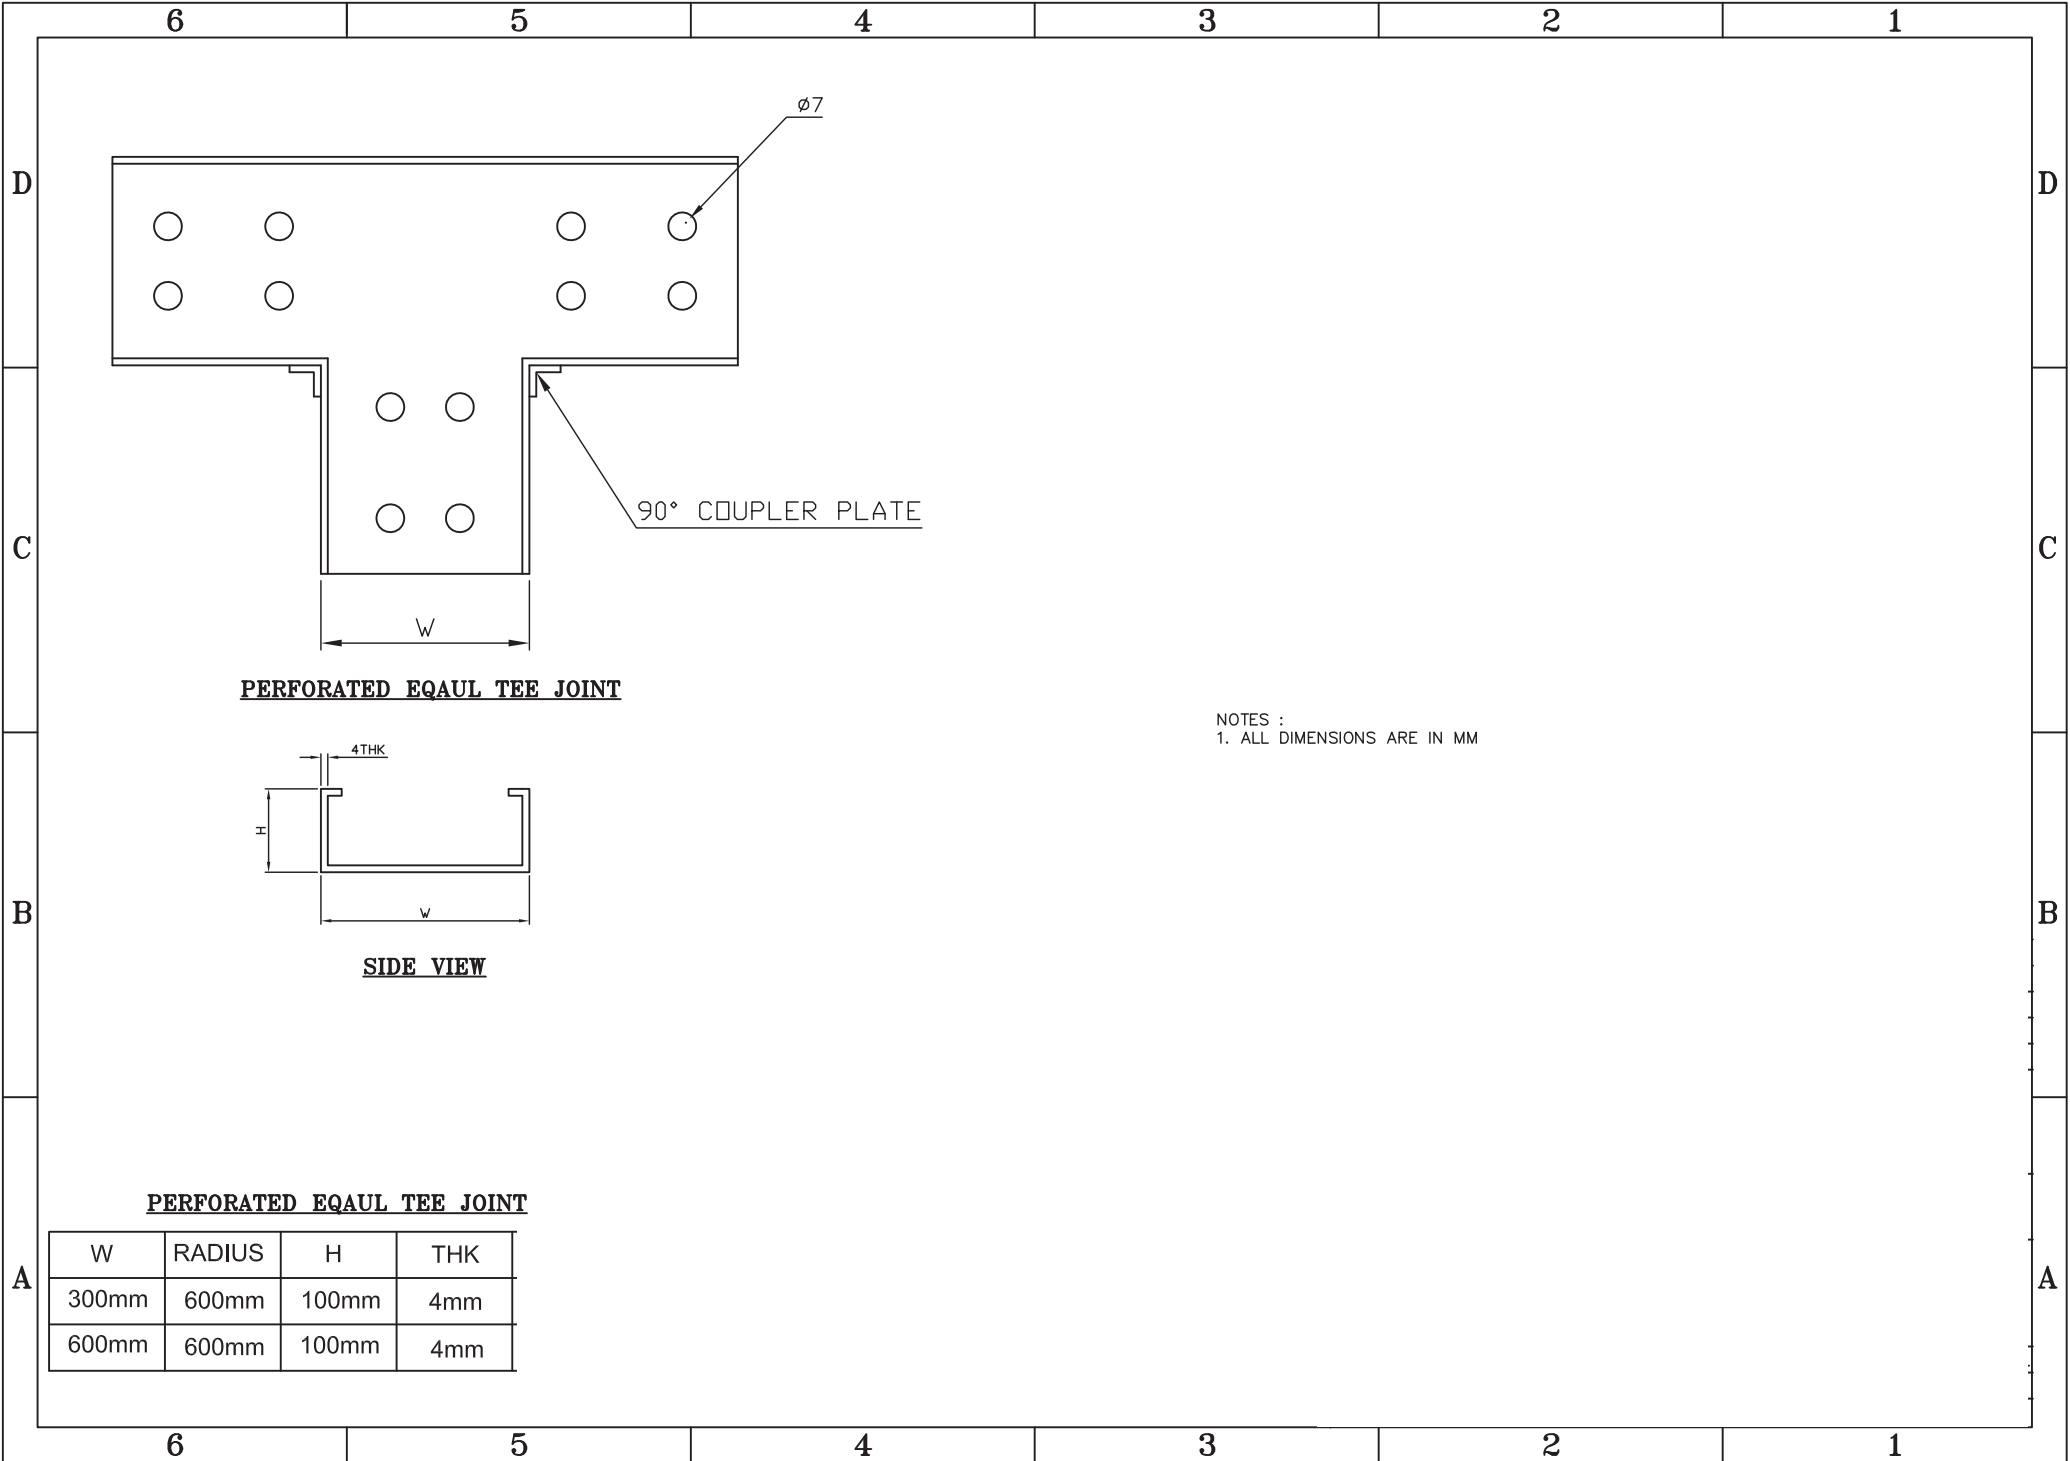 6 5 4 3 2 1
ø7
D D
90° COUPLER PLATE
C C
W
PERFORATED EQAUL TEE JOINT
NOTES :
1. ALL DIMENSIONS ARE IN MM
4THK
H
W
B B
SIDE VIEW
PERFORATED EQAUL TEE JOINT
W RADIUS H THK
A A
300mm 600mm 100mm 4mm
600mm 600mm 100mm 4mm
6 5 4 3 2 1